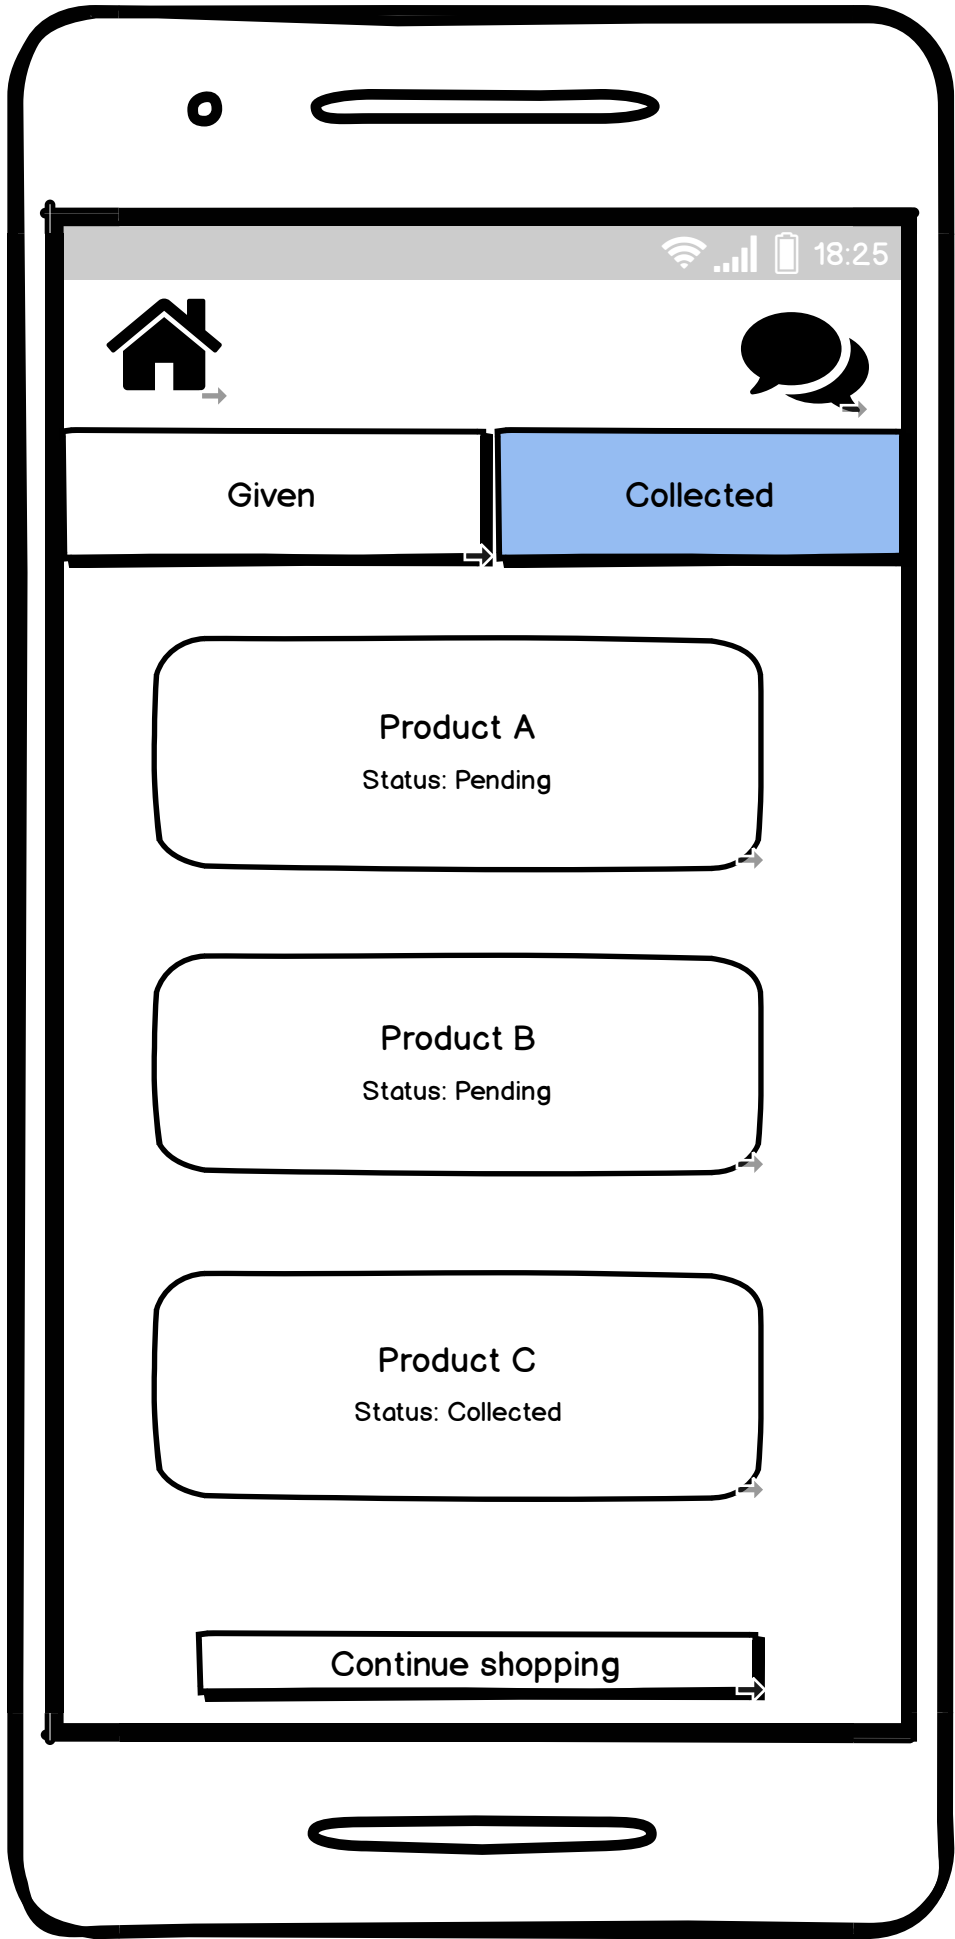 18:25
Given
Collected
Product A
Status: Pending
Product B
Status: Pending
Product C
Status: Collected
Continue shopping